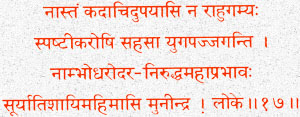 नास्तं कदाचिदुपयासि न राहुगम्यः
स्पष्टीकरोषि सहसा युगपज्जगन्ति ।
नाम्भोधरोदर-निरुद्धमहाप्रभावः
सूर्यातिशायिमहिमासि मुनीन्द्र ! लोके॥१७॥